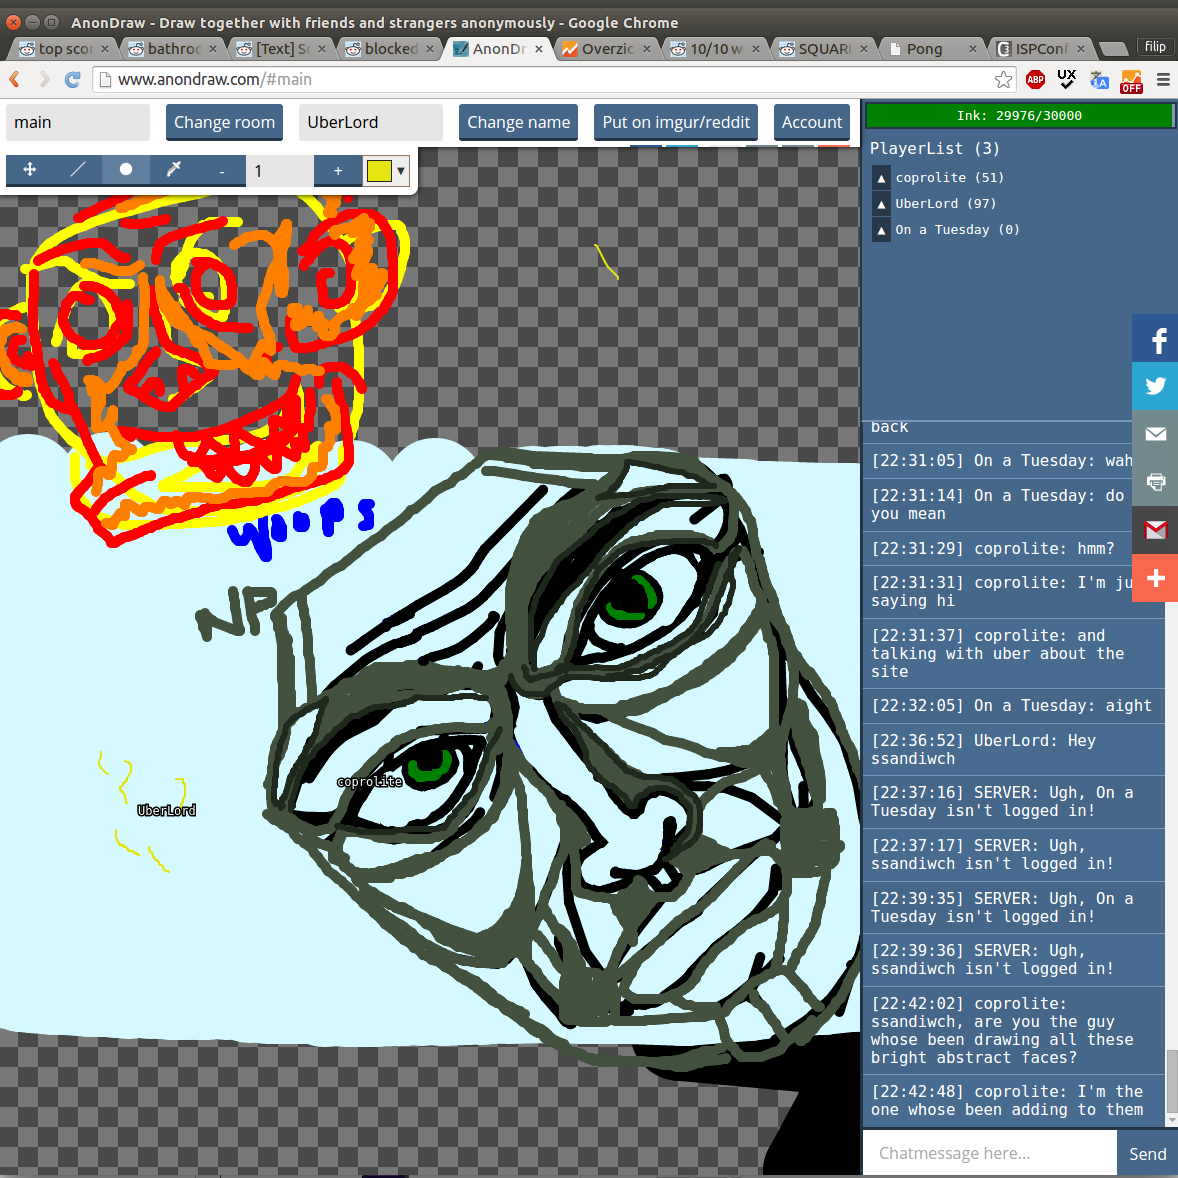 AnonDraw - Draw together with friends and strangers anonymously - Google Chrome
top scor
bathroo
[Text] So
blocked
AnonDr
Overzic
10/10 w
SQUARE
Pong
ISPConf
filip
www.anondraw.com/#main
ABP
UX
OFF
main
Change room
UberLord
Change name
Put on imgur/reddit
Account
- 1 +
Ink: 29976/30000
PlayerList (3)
▲ coprolite (51)
▲ UberLord (97)
▲ On a Tuesday (0)
woops
NP
coprolite
UberLord
back
[22:31:05] On a Tuesday: wah
[22:31:14] On a Tuesday: do
you mean
[22:31:29] coprolite: hmm?
[22:31:31] coprolite: I'm ju
saying hi
[22:31:37] coprolite: and
talking with uber about the
site
[22:32:05] On a Tuesday: aight
[22:36:52] UberLord: Hey
ssandiwch
[22:37:16] SERVER: Ugh, On a
Tuesday isn't logged in!
[22:37:17] SERVER: Ugh,
ssandiwch isn't logged in!
[22:39:35] SERVER: Ugh, On a
Tuesday isn't logged in!
[22:39:36] SERVER: Ugh,
ssandiwch isn't logged in!
[22:42:02] coprolite:
ssandiwch, are you the guy
whose been drawing all these
bright abstract faces?
[22:42:48] coprolite: I'm the
one whose been adding to them
Chatmessage here...
Send